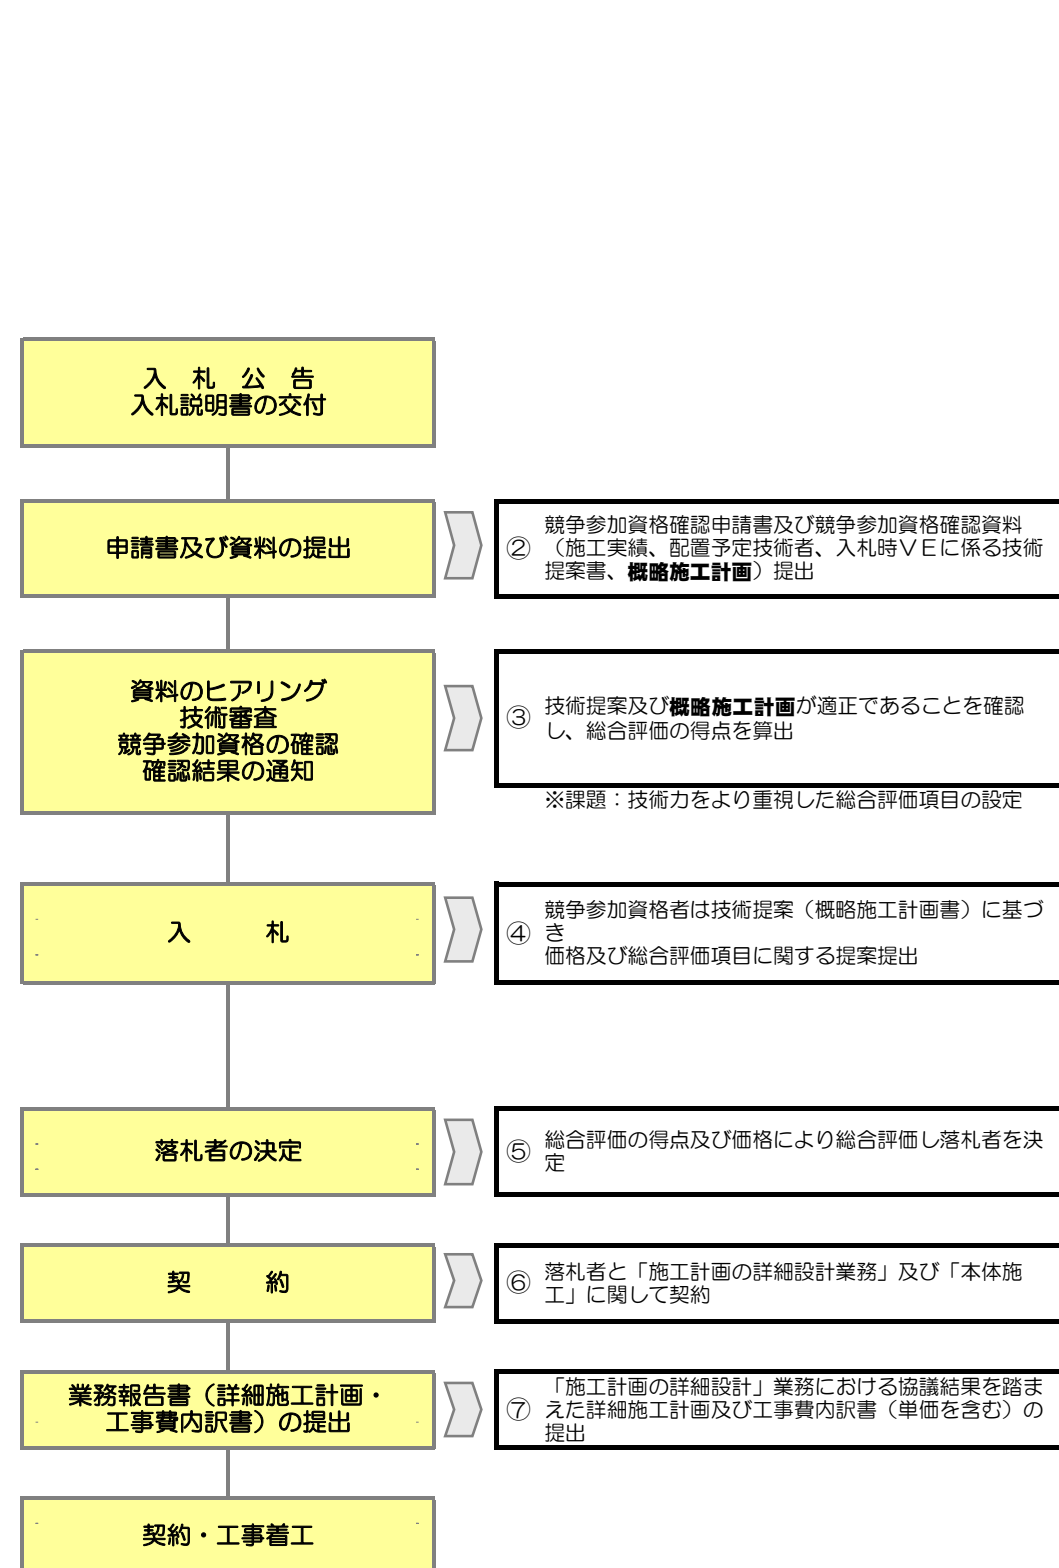 入　札　公　告
入札説明書の交付
申請書及び資料の提出
②
競争参加資格確認申請書及び競争参加資格確認資料
（施工実績、配置予定技術者、入札時ＶＥに係る技術
提案書、概略施工計画）提出
資料のヒアリング
技術審査
競争参加資格の確認
確認結果の通知
③
技術提案及び概略施工計画が適正であることを確認
し、総合評価の得点を算出
※課題：技術力をより重視した総合評価項目の設定
入　　　札
④
競争参加資格者は技術提案（概略施工計画書）に基づ
き
価格及び総合評価項目に関する提案提出
落札者の決定
⑤
総合評価の得点及び価格により総合評価し落札者を決
定
契　　　約
⑥
落札者と「施工計画の詳細設計業務」及び「本体施
工」に関して契約
業務報告書（詳細施工計画・
工事費内訳書）の提出
⑦
「施工計画の詳細設計」業務における協議結果を踏ま
えた詳細施工計画及び工事費内訳書（単価を含む）の
提出
契約・工事着工